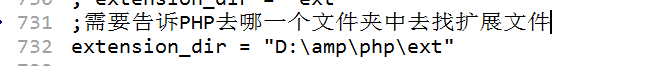 731 ;需要告诉PHP去哪一个文件夹中去找扩展文件
732 extension_dir = "D:\amp\php\ext"